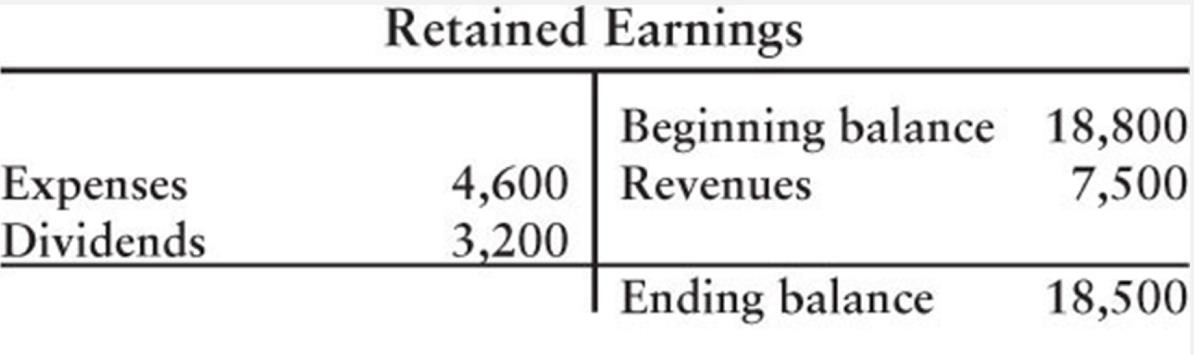 Retained Earnings
Beginning balance 18,800
Expenses 4,600 Revenues 7,500
Dividends 3,200
Ending balance 18,500